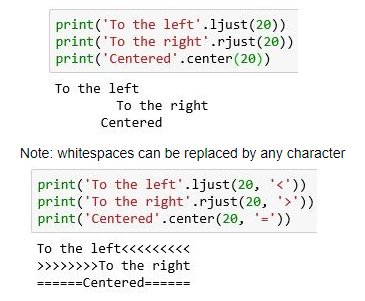 print('To the left'.ljust(20))
print('To the right'.rjust(20))
print('Centered'.center(20))
To the left
        To the right
      Centered
Note: whitespaces can be replaced by any character
print('To the left'.ljust(20, '<'))
print('To the right'.rjust(20, '>'))
print('Centered'.center(20, '='))
To the left<<<<<<<<<
>>>>>>>>To the right
======Centered======